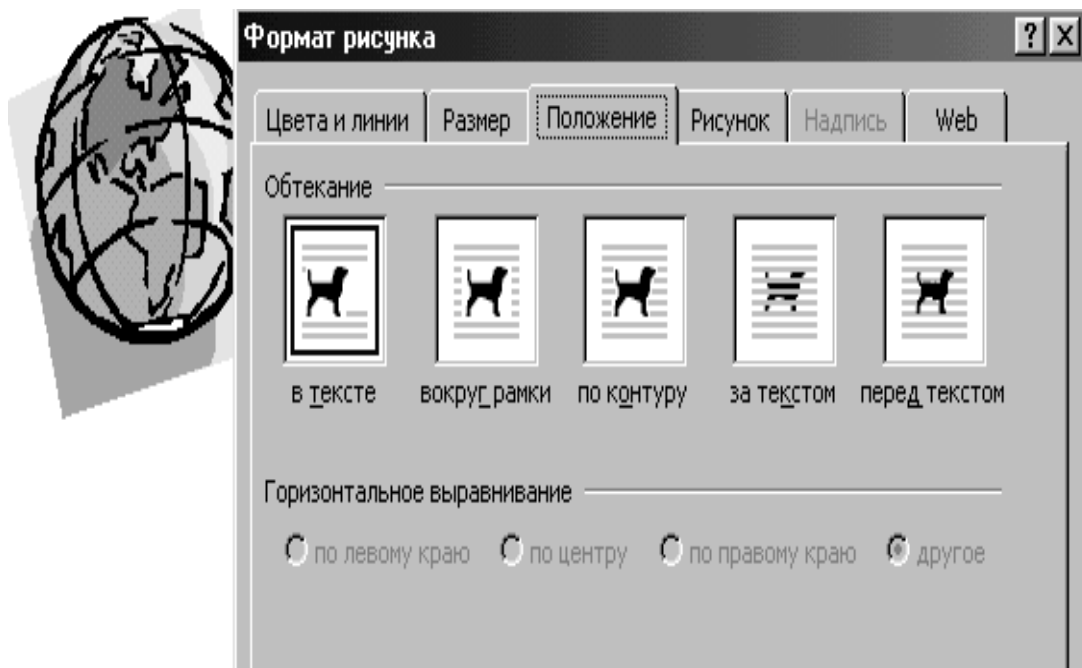 Формат рисунка
Цвета и линии Размер Положение Рисунок Надпись Web
Обтекание
в тексте вокруг рамки по контуру за текстом перед текстом
Горизонтальное выравнивание
по левому краю по центру по правому краю другое